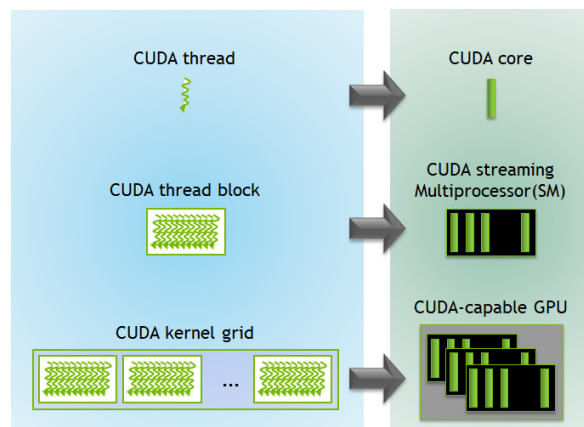 CUDA thread
CUDA core
CUDA thread block
CUDA streaming
Multiprocessor(SM)
CUDA kernel grid
...
CUDA-capable GPU